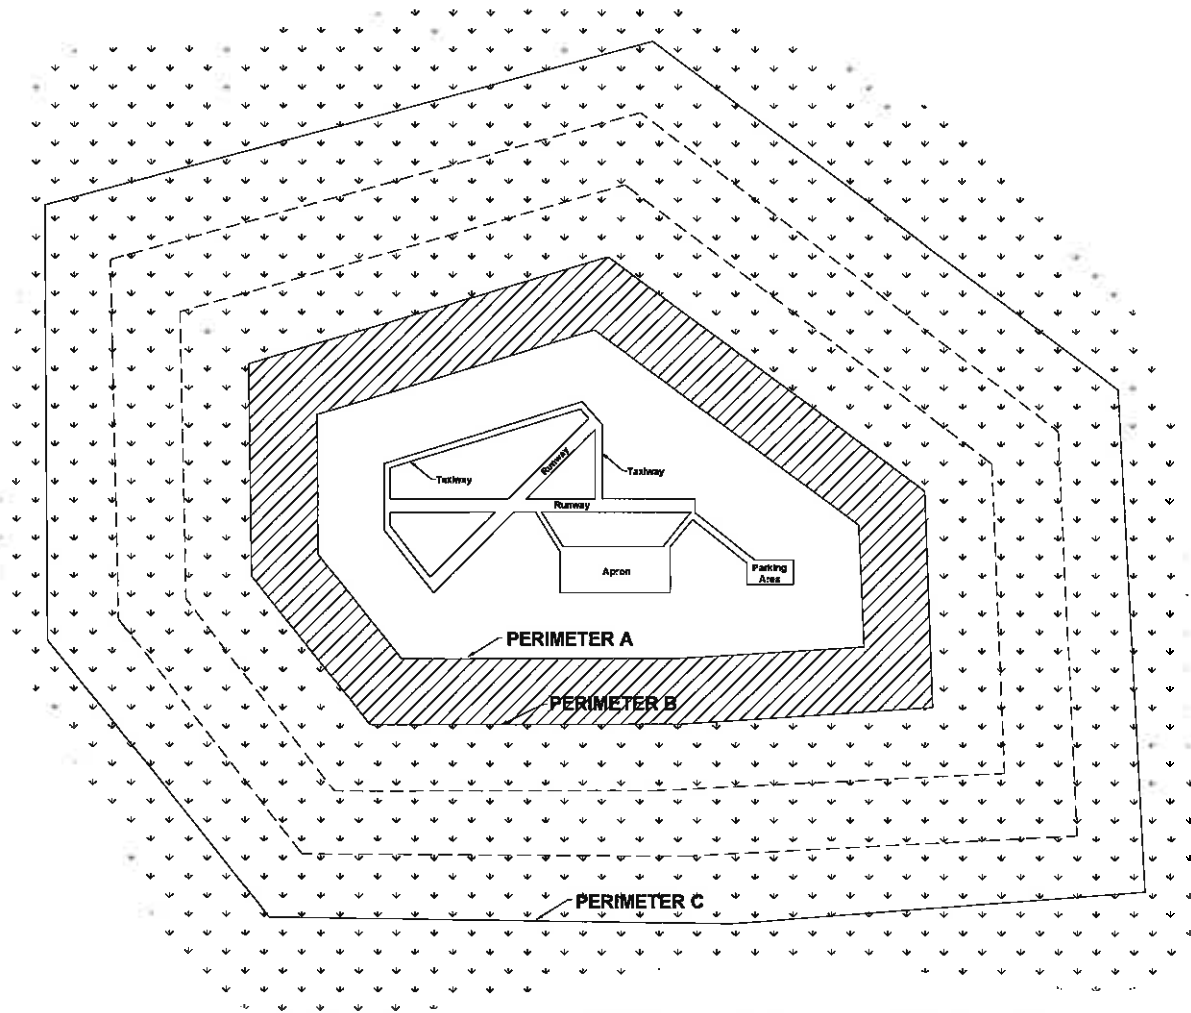 Runway
Taxiway
Taxiway
Runway
Apron
Parking
Area
PERIMETER A
PERIMETER B
PERIMETER C